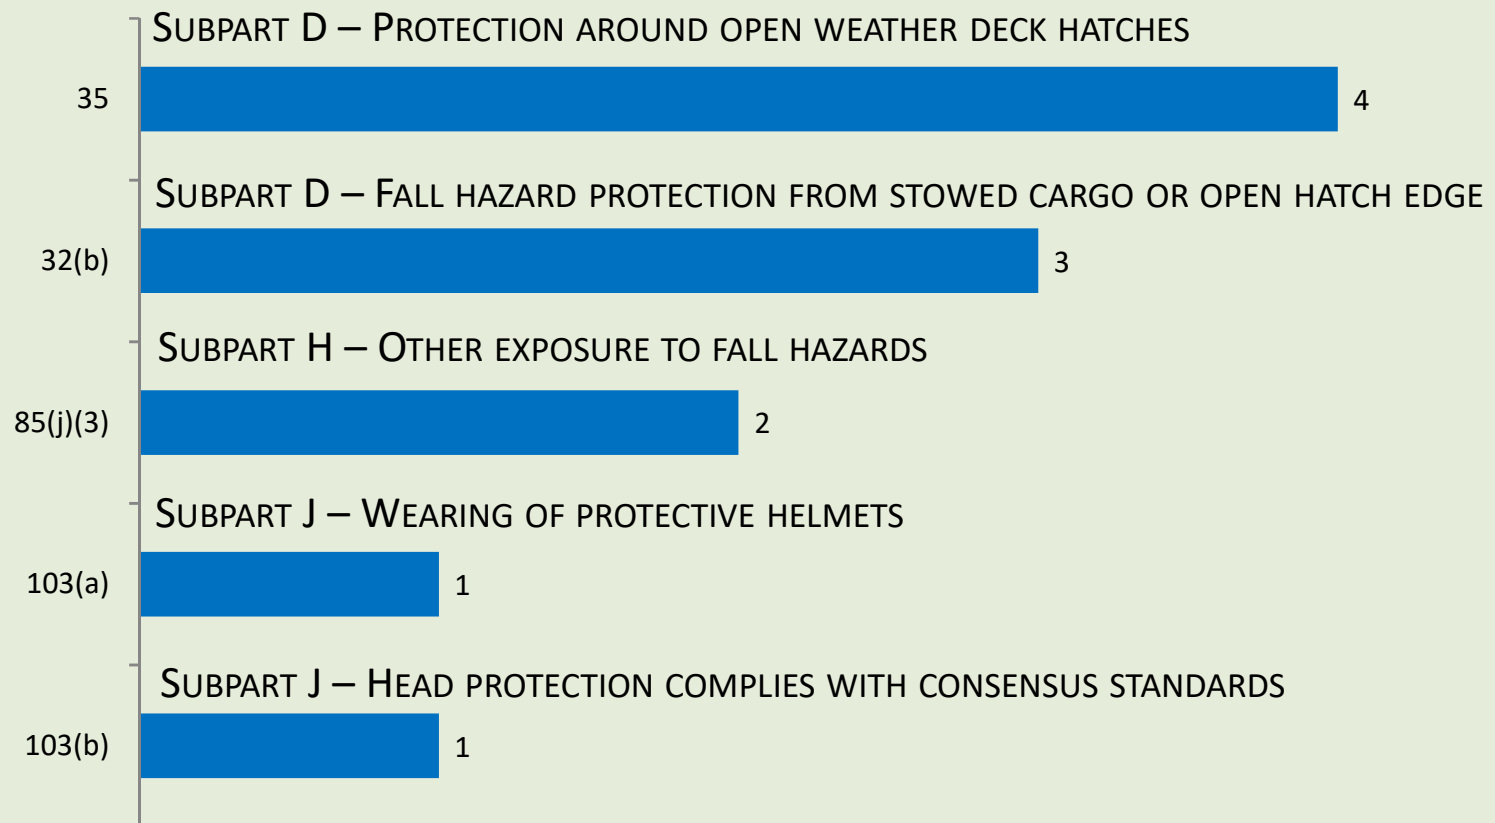 Subpart D – Protection around open weather deck hatches
35
4
Subpart D – Fall hazard protection from stowed cargo or open hatch edge
32(b)
3
Subpart H – Other exposure to fall hazards
85(j)(3)
2
Subpart J – Wearing of protective helmets
103(a)
1
Subpart J – Head protection complies with consensus standards
103(b)
1